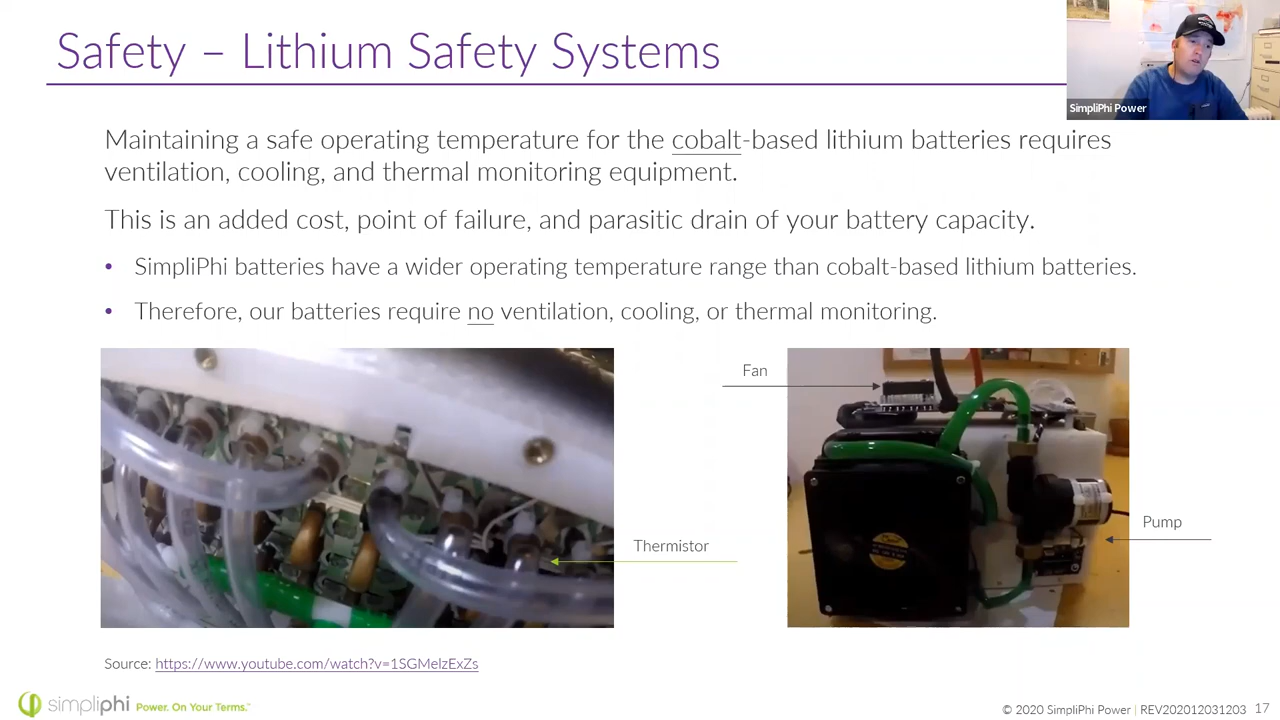 Safety – Lithium Safety Systems
SimpliPhi Power
Maintaining a safe operating temperature for the cobalt-based lithium batteries requires
ventilation, cooling, and thermal monitoring equipment.
This is an added cost, point of failure, and parasitic drain of your battery capacity.
• SimpliPhi batteries have a wider operating temperature range than cobalt-based lithium batteries.
• Therefore, our batteries require no ventilation, cooling, or thermal monitoring.
Fan
Thermistor
Pump
Source: https://www.youtube.com/watch?v=1SGMelzExZs
simpliphi Power. On Your Terms.™
© 2020 SimpliPhi Power | REV202012031203 17